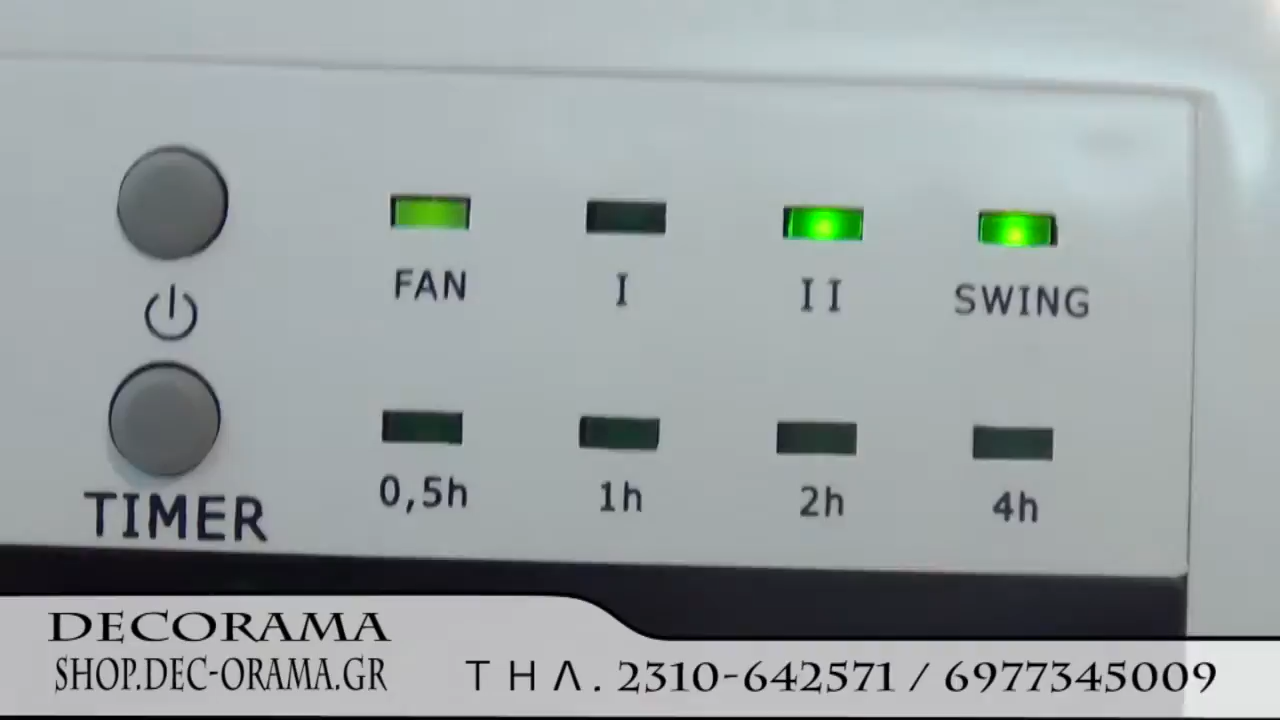 FAN I II SWING
0,5h 1h 2h 4h
TIMER
DECORAMA
SHOP.DEC-ORAMA.GR
ΤΗΛ. 2310-642571 / 6977345009